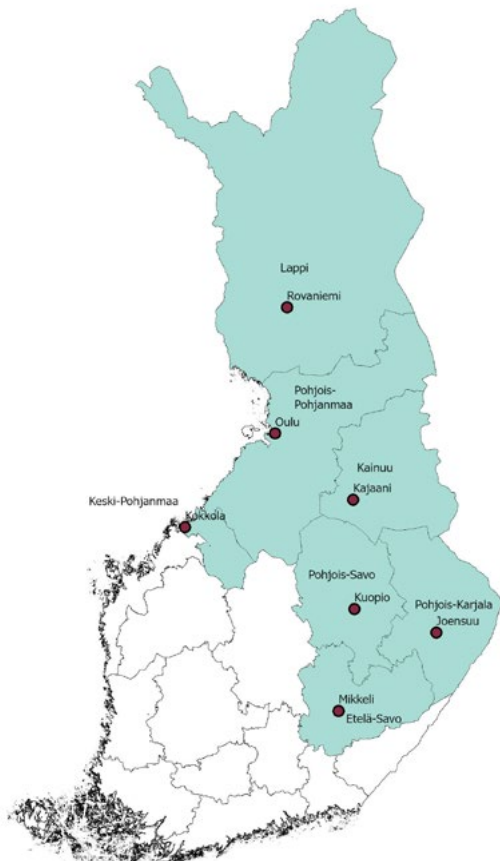 Lappi
Rovaniemi
Pohjois-
Pohjanmaa
Oulu
Kainuu
Kajaani
Keski-Pohjanmaa
Kokkola
Pohjois-Savo
Kuopio
Pohjois-Karjala
Joensuu
Mikkeli
Etelä-Savo